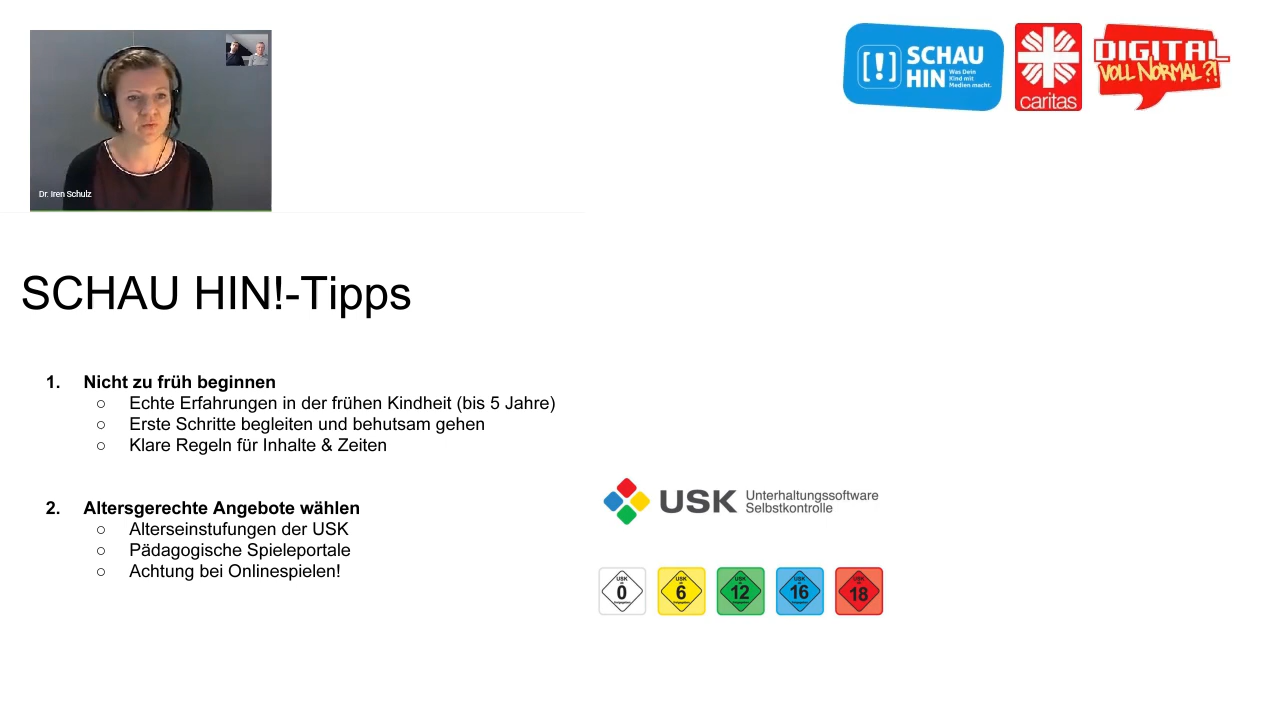 Dr. Iren Schulz
[!] SCHAU HIN
Was Dein Kind mit Medien macht.
caritas
DIGITAL
VOLL NORMAL?!
SCHAU HIN!-Tipps
1. Nicht zu früh beginnen
○ Echte Erfahrungen in der frühen Kindheit (bis 5 Jahre)
○ Erste Schritte begleiten und behutsam gehen
○ Klare Regeln für Inhalte & Zeiten
2. Altersgerechte Angebote wählen
○ Alterseinstufungen der USK
○ Pädagogische Spieleportale
○ Achtung bei Onlinespielen!
USK Unterhaltungssoftware
Selbstkontrolle
USK 0
USK 6
USK 12
USK 16
USK 18